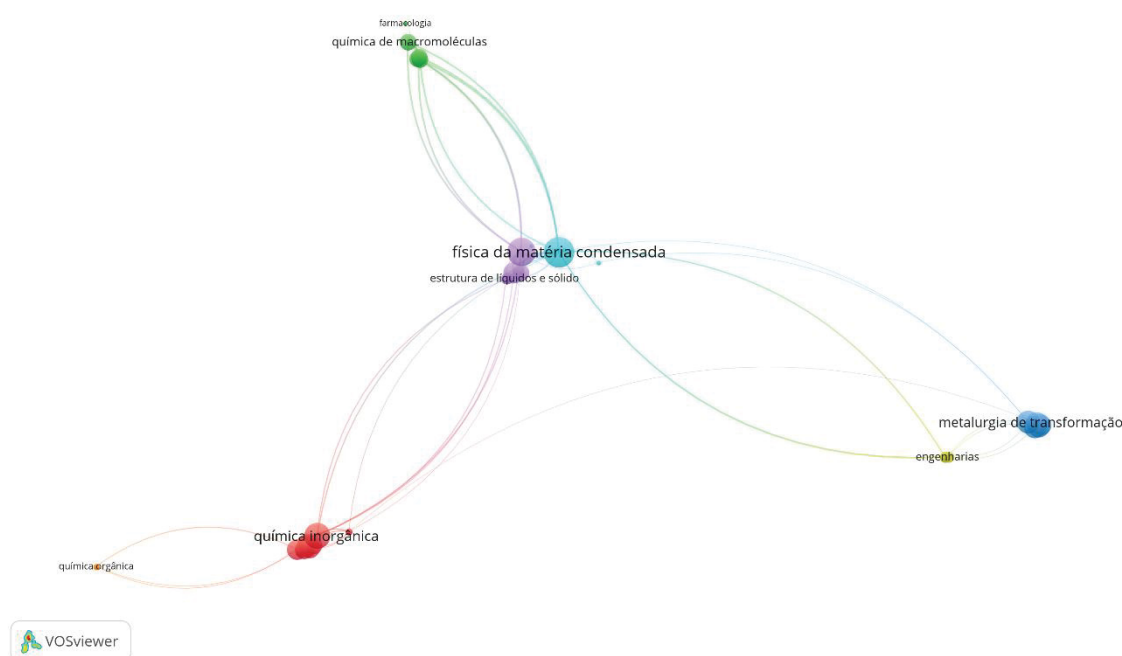 farmacologia
química de macromoléculas
física da matéria condensada
estrutura de líquidos e sólido
metalurgia de transformação
engenharias
química inorgânica
química orgânica
VOSviewer